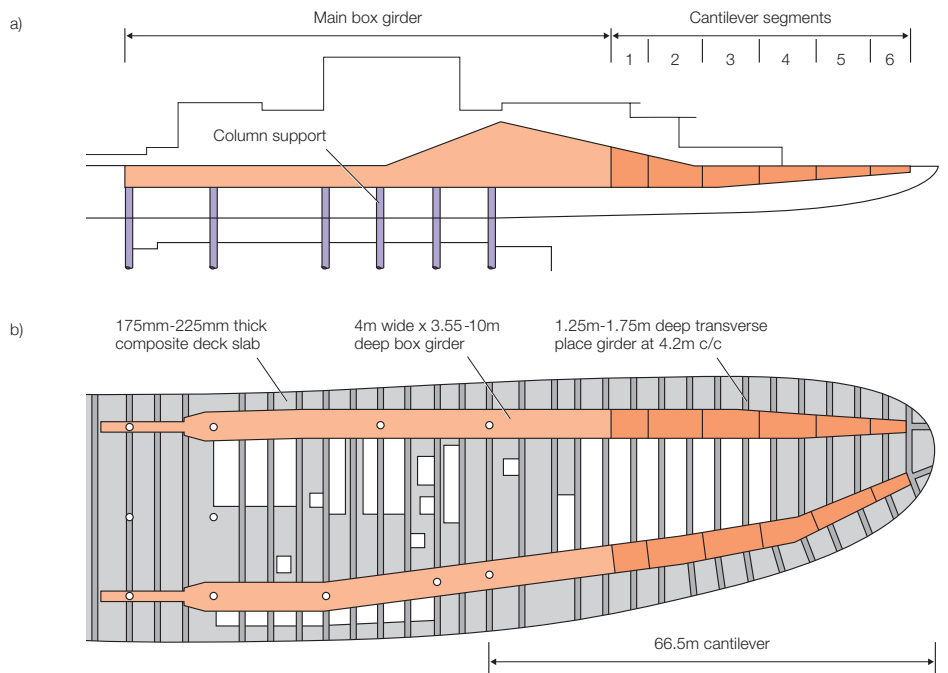 a)
Main box girder
Cantilever segments
1 2 3 4 5 6
Column support
b)
175mm-225mm thick
composite deck slab
4m wide x 3.55-10m
deep box girder
1.25m-1.75m deep transverse
place girder at 4.2m c/c
66.5m cantilever